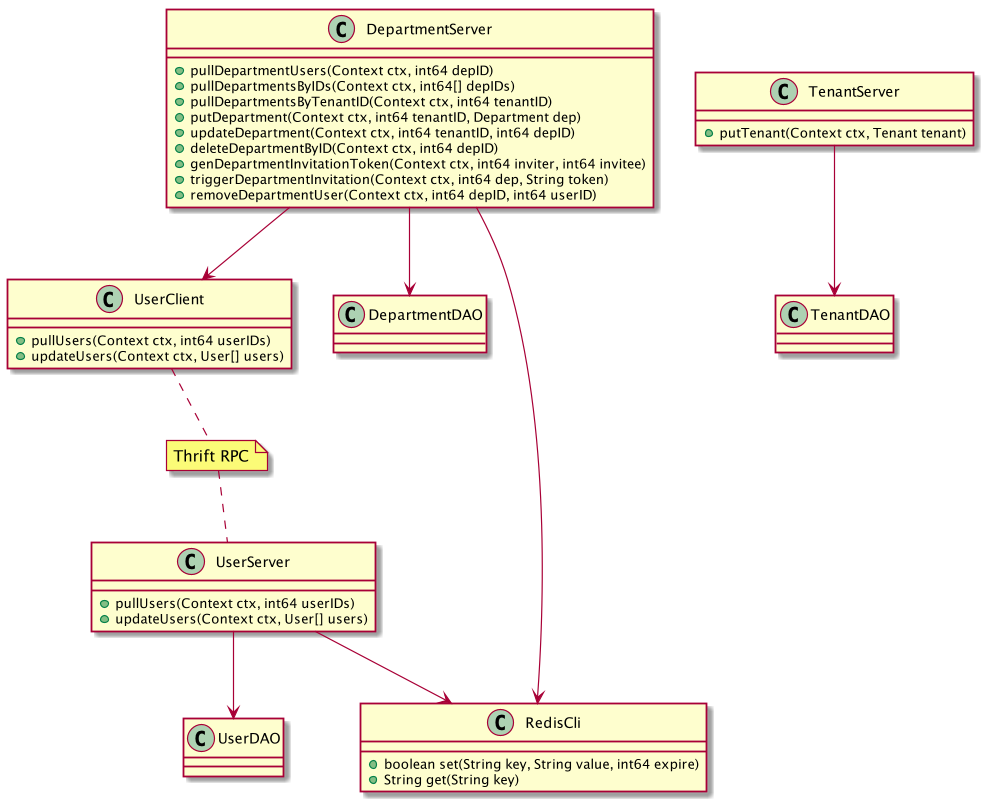 C DepartmentServer
pullDepartmentUsers(Context ctx, int64 depID)
pullDepartmentsByIDs(Context ctx, int64[] depIDs)
pullDepartmentsByTenantID(Context ctx, int64 tenantID)
putDepartment(Context ctx, int64 tenantID, Department dep)
updateDepartment(Context ctx, int64 tenantID, int64 depID)
deleteDepartmentByID(Context ctx, int64 depID)
genDepartmentInvitationToken(Context ctx, int64 inviter, int64 invitee)
triggerDepartmentInvitation(Context ctx, int64 dep, String token)
removeDepartmentUser(Context ctx, int64 depID, int64 userID)
C TenantServer
putTenant(Context ctx, Tenant tenant)
C UserClient
pullUsers(Context ctx, int64 userIDs)
updateUsers(Context ctx, User[] users)
C DepartmentDAO
C TenantDAO
Thrift RPC
C UserServer
pullUsers(Context ctx, int64 userIDs)
updateUsers(Context ctx, User[] users)
C UserDAO
C RedisCli
boolean set(String key, String value, int64 expire)
String get(String key)